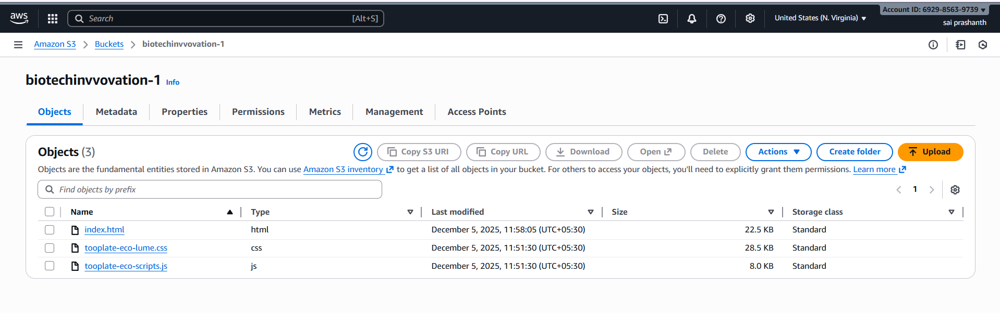 aws
Search [Alt+S]
United States (N. Virginia)
Account ID: 6929-8563-9739
sai prashanth
Amazon S3 Buckets biotechinvvovation-1
biotechinvvovation-1 Info
Objects Metadata Properties Permissions Metrics Management Access Points
Objects (3) Copy S3 URI Copy URL Download Open Delete Actions Create folder Upload
Objects are the fundamental entities stored in Amazon S3. You can use Amazon S3 inventory to get a list of all objects in your bucket. For others to access your objects, you'll need to explicitly grant them permissions. Learn more
Find objects by prefix 1
Name Type Last modified Size Storage class
index.html html December 5, 2025, 11:58:05 (UTC+05:30) 22.5 KB Standard
tooplate-eco-lume.css css December 5, 2025, 11:51:30 (UTC+05:30) 28.5 KB Standard
tooplate-eco-scripts.js js December 5, 2025, 11:51:30 (UTC+05:30) 8.0 KB Standard